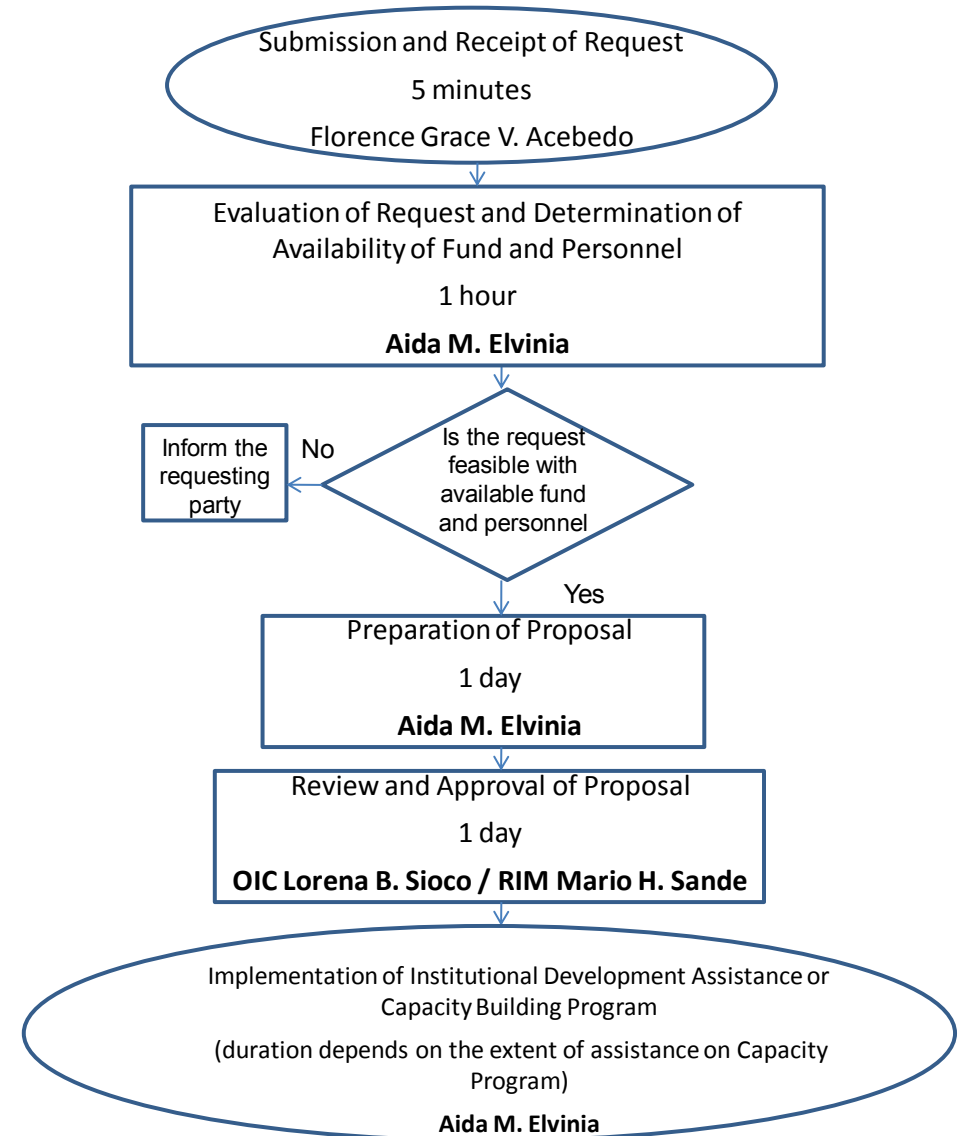 Submission and Receipt of Request
5 minutes
Florence Grace V. Acebedo
Evaluation of Request and Determination of
Availability of Fund and Personnel
1 hour
Aida M. Elvinia
Is the request
feasible with
available fund
and personnel
No
Inform the
requesting
party
Yes
Preparation of Proposal
1 day
Aida M. Elvinia
Review and Approval of Proposal
1 day
OIC Lorena B. Sioco / RIM Mario H. Sande
Implementation of Institutional Development Assistance or
Capacity Building Program
(duration depends on the extent of assistance on Capacity
Program)
Aida M. Elvinia